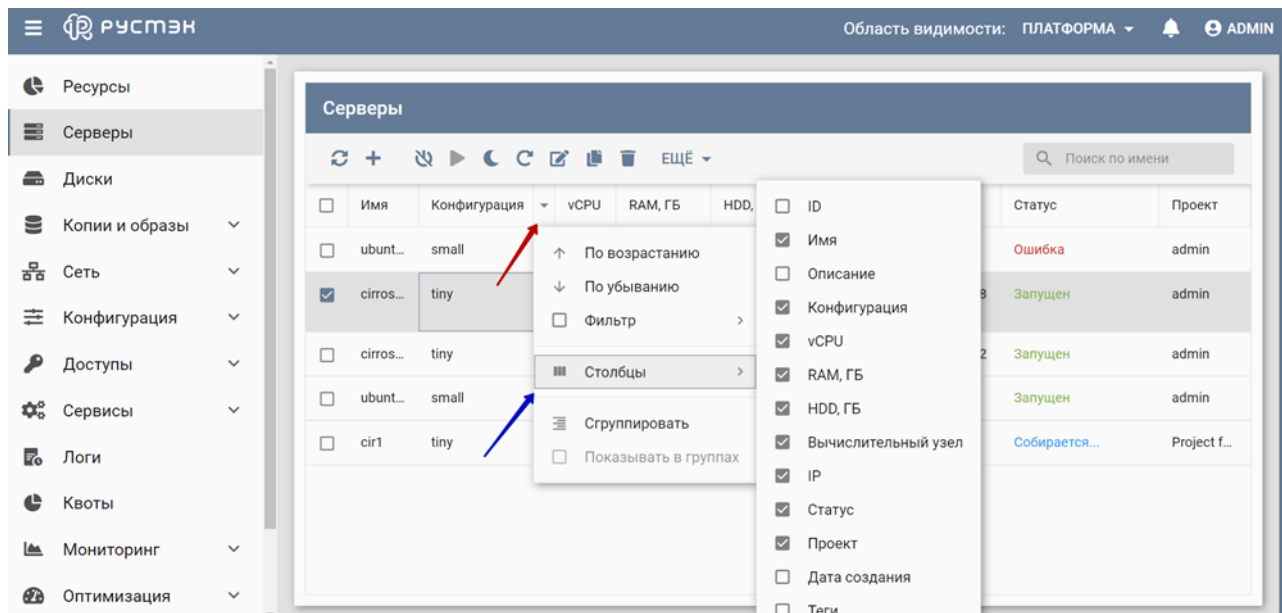 РУСТЭК
Область видимости: ПЛАТФОРМА
ADMIN
Ресурсы
Серверы
Диски
Копии и образы
Сеть
Конфигурация
Доступы
Сервисы
Логи
Квоты
Мониторинг
Оптимизация
Серверы
ЕЩЁ
Поиск по имени
Имя Конфигурация vCPU RAM, ГБ HDD, Статус Проект
ubunt... small Ошибка admin
cirros... tiny 8 Запущен admin
cirros... tiny 2 Запущен admin
ubunt... small Запущен admin
cir1 tiny Собирается... Project f...
По возрастанию
По убыванию
Фильтр
Столбцы
Сгруппировать
Показывать в группах
ID
Имя
Описание
Конфигурация
vCPU
RAM, ГБ
HDD, ГБ
Вычислительный узел
IP
Статус
Проект
Дата создания
Теги